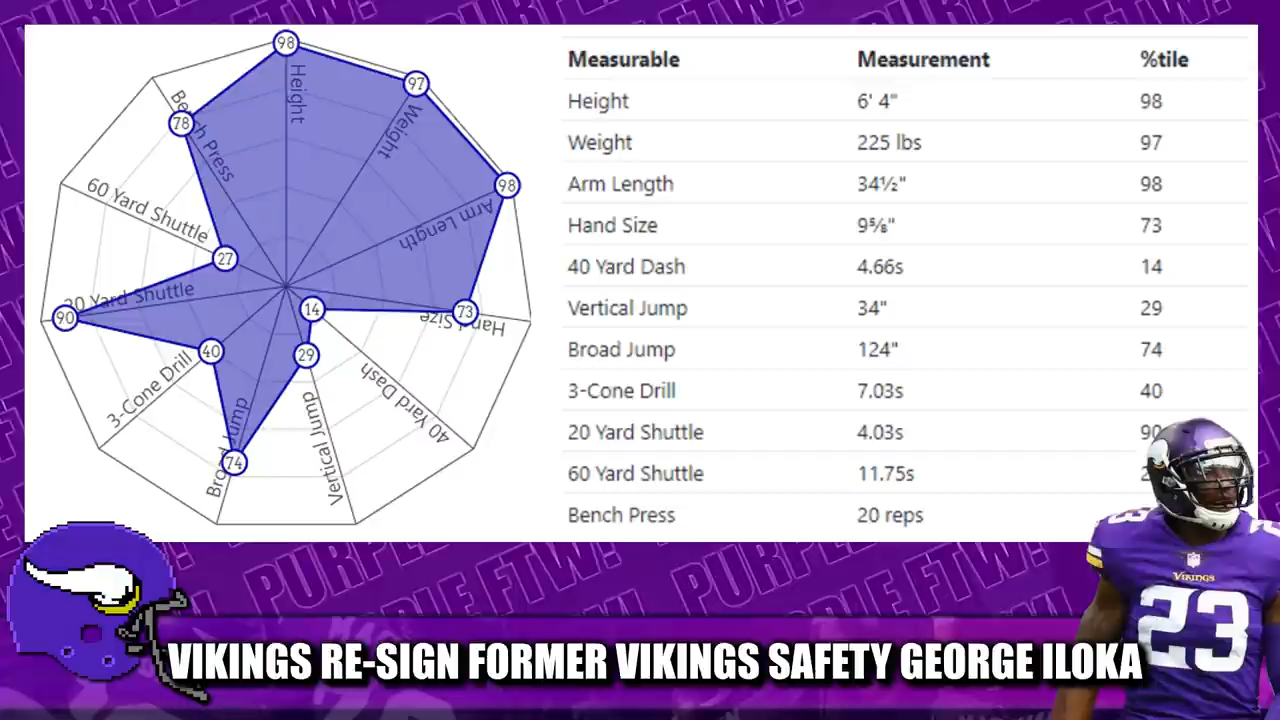 98
97
98
73
14
29
74
40
90
27
78
Height
Weight
Arm Length
Hand Size
40 Yard Dash
Vertical Jump
Broad Jump
3-Cone Drill
20 Yard Shuttle
60 Yard Shuttle
Bench Press
Measurable Measurement %tile
Height 6' 4" 98
Weight 225 lbs 97
Arm Length 34½" 98
Hand Size 9⅝" 73
40 Yard Dash 4.66s 14
Vertical Jump 34" 29
Broad Jump 124" 74
3-Cone Drill 7.03s 40
20 Yard Shuttle 4.03s 90
60 Yard Shuttle 11.75s 2
Bench Press 20 reps
PURPLE FTW!
VIKINGS
23
VIKINGS RE-SIGN FORMER VIKINGS SAFETY GEORGE ILOKA